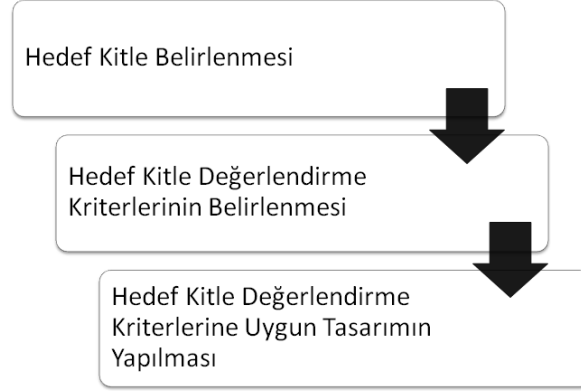 Hedef Kitle Belirlenmesi
Hedef Kitle Değerlendirme
Kriterlerinin Belirlenmesi
Hedef Kitle Değerlendirme
Kriterlerine Uygun Tasarımın
Yapılması